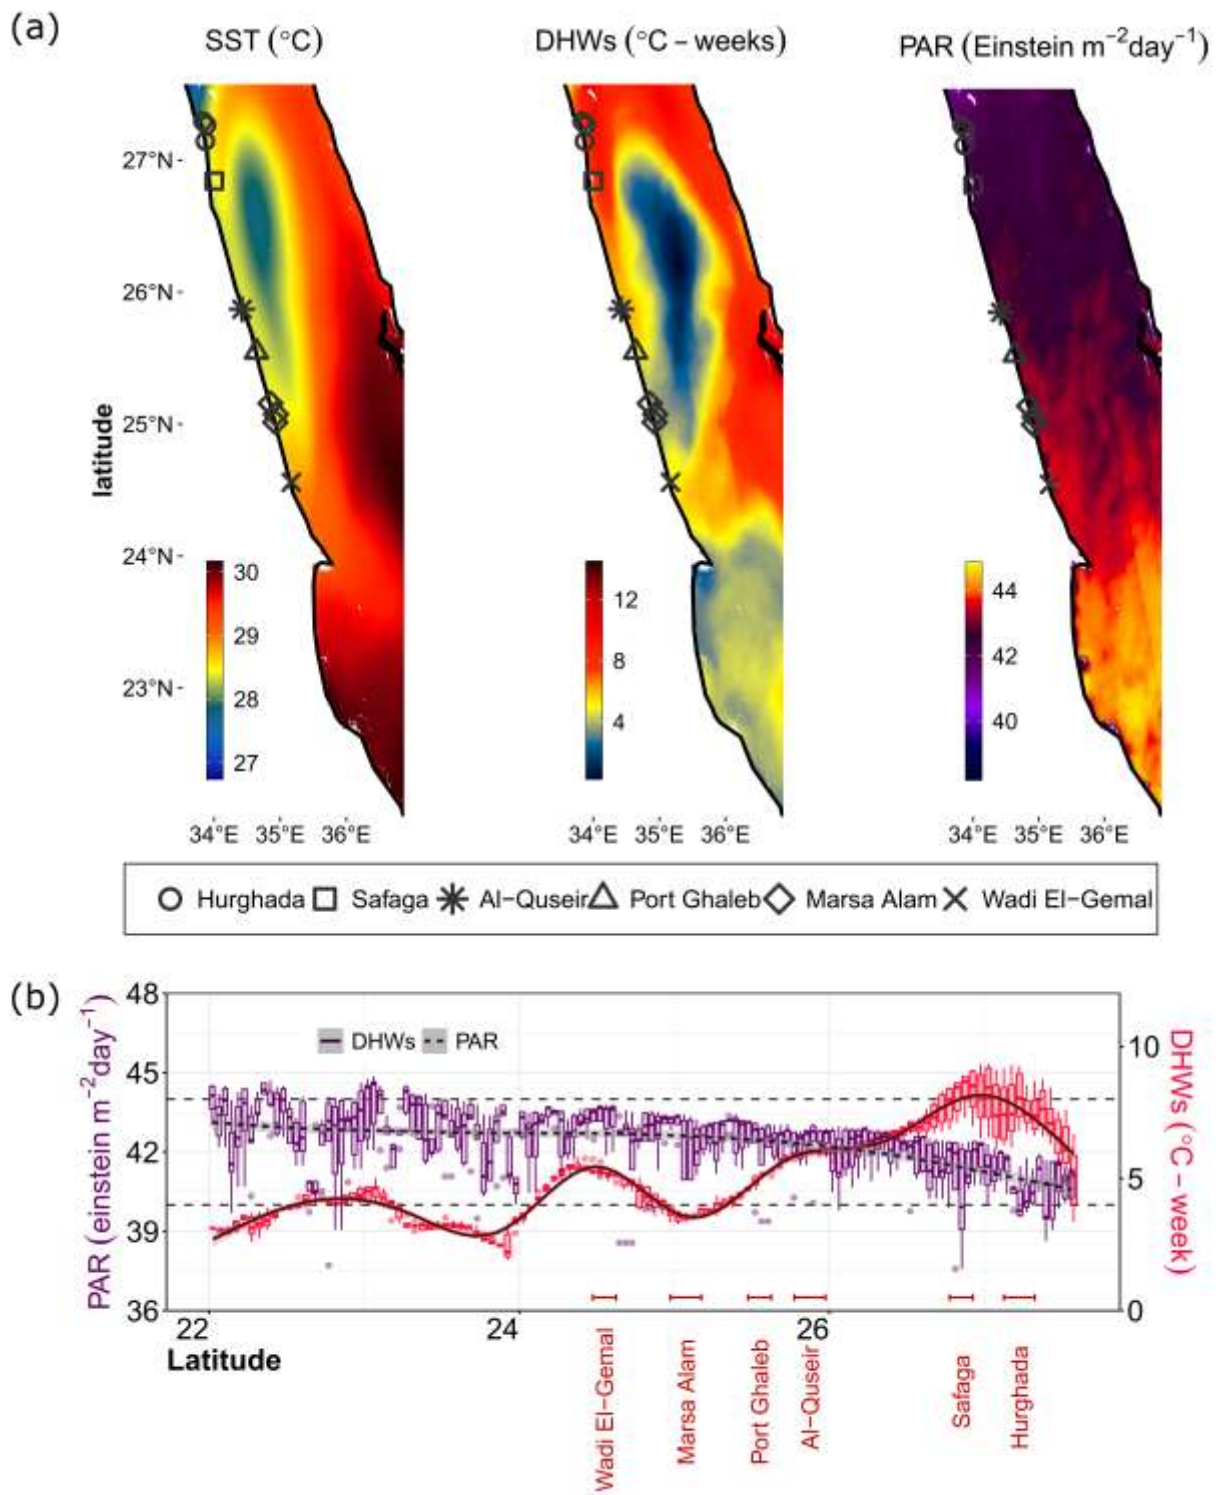 (a)
SST (°C)
DHWs (°C – weeks)
PAR (Einstein m⁻²day⁻¹)
latitude
27°N
26°N
25°N
24°N
23°N
30
29
28
27
12
8
4
44
42
40
34°E 35°E 36°E
34°E 35°E 36°E
34°E 35°E 36°E
Hurghada Safaga Al–Quseir Port Ghaleb Marsa Alam Wadi El–Gemal
(b)
PAR (einstein m⁻²day⁻¹)
48
45
42
39
36
DHWs PAR
10
5
0
DHWs (°C – week)
22
24
26
Latitude
Wadi El–Gemal
Marsa Alam
Port Ghaleb
Al–Quseir
Safaga
Hurghada